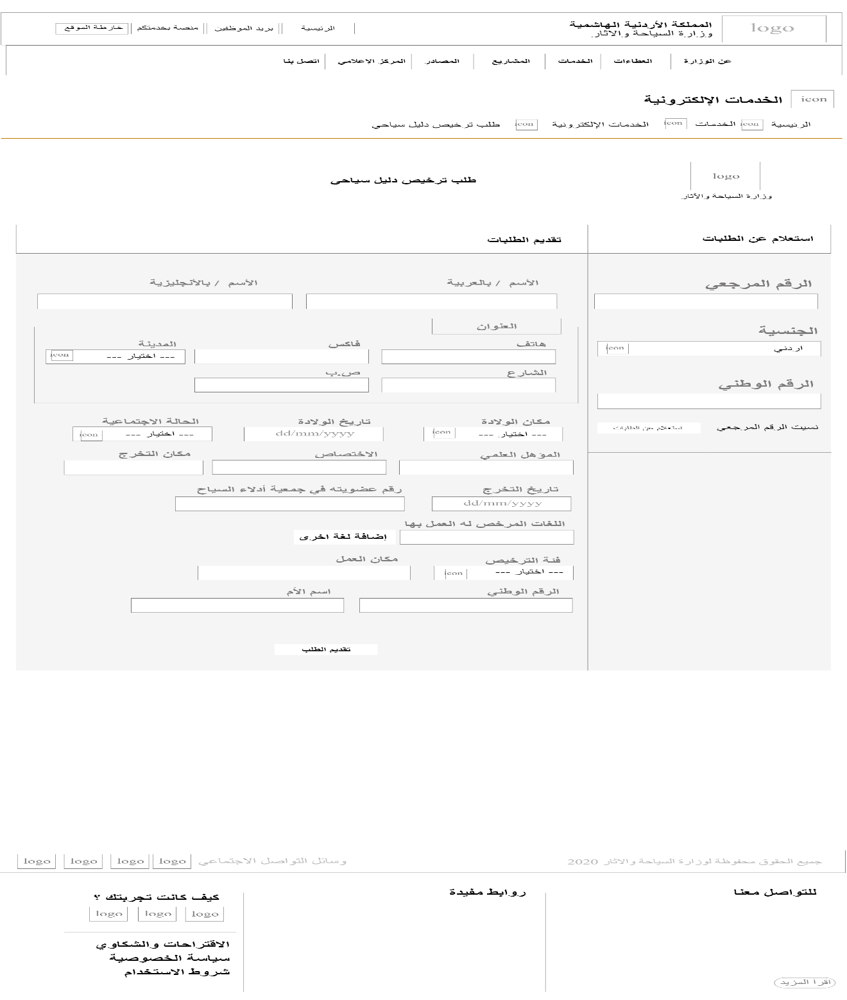 logo
المملكة الأردنية الهاشمية
وزارة السياحة والاثار
الرئيسية
بريد الموظفين
منصة بخدمتكم
خارطة الموقع
عن الوزارة
العطاءات
الخدمات
المشاريع
المصادر
المركز الإعلامي
اتصل بنا
icon
الخدمات الإلكترونية
الرئيسية icon الخدمات icon الخدمات الإلكترونية icon طلب ترخيص دليل سياحي
logo
وزارة السياحة والآثار
طلب ترخيص دليل سياحي
استعلام عن الطلبات
الرقم المرجعي
الجنسية
اردني icon
الرقم الوطني
نسيت الرقم المرجعي
استعلام عن الطلبات
تقديم الطلبات
الأسم / بالعربية
الأسم / بالأنجليزية
العنوان
هاتف
فاكس
المدينة
--- اختيار --- icon
الشارع
ص.ب
مكان الولادة
تاريخ الولادة
الحالة الاجتماعية
--- اختيار --- icon
dd/mm/yyyy
--- اختيار --- icon
المؤهل العلمي
الاختصاص
مكان التخرج
تاريخ التخرج
رقم عضويته في جمعية أدلاء السياح
dd/mm/yyyy
اللغات المرخص له العمل بها
إضافة لغة اخرى
فئة الترخيص
مكان العمل
--- اختيار --- icon
الرقم الوطني
اسم الأم
تقديم الطلب
جميع الحقوق محفوظة لوزارة السياحة والاثار 2020
وسائل التواصل الاجتماعي
logo
logo
logo
logo
للتواصل معنا
اقرأ المزيد
روابط مفيدة
كيف كانت تجربتك ؟
logo
logo
logo
الاقتراحات والشكاوي
سياسة الخصوصية
شروط الاستخدام